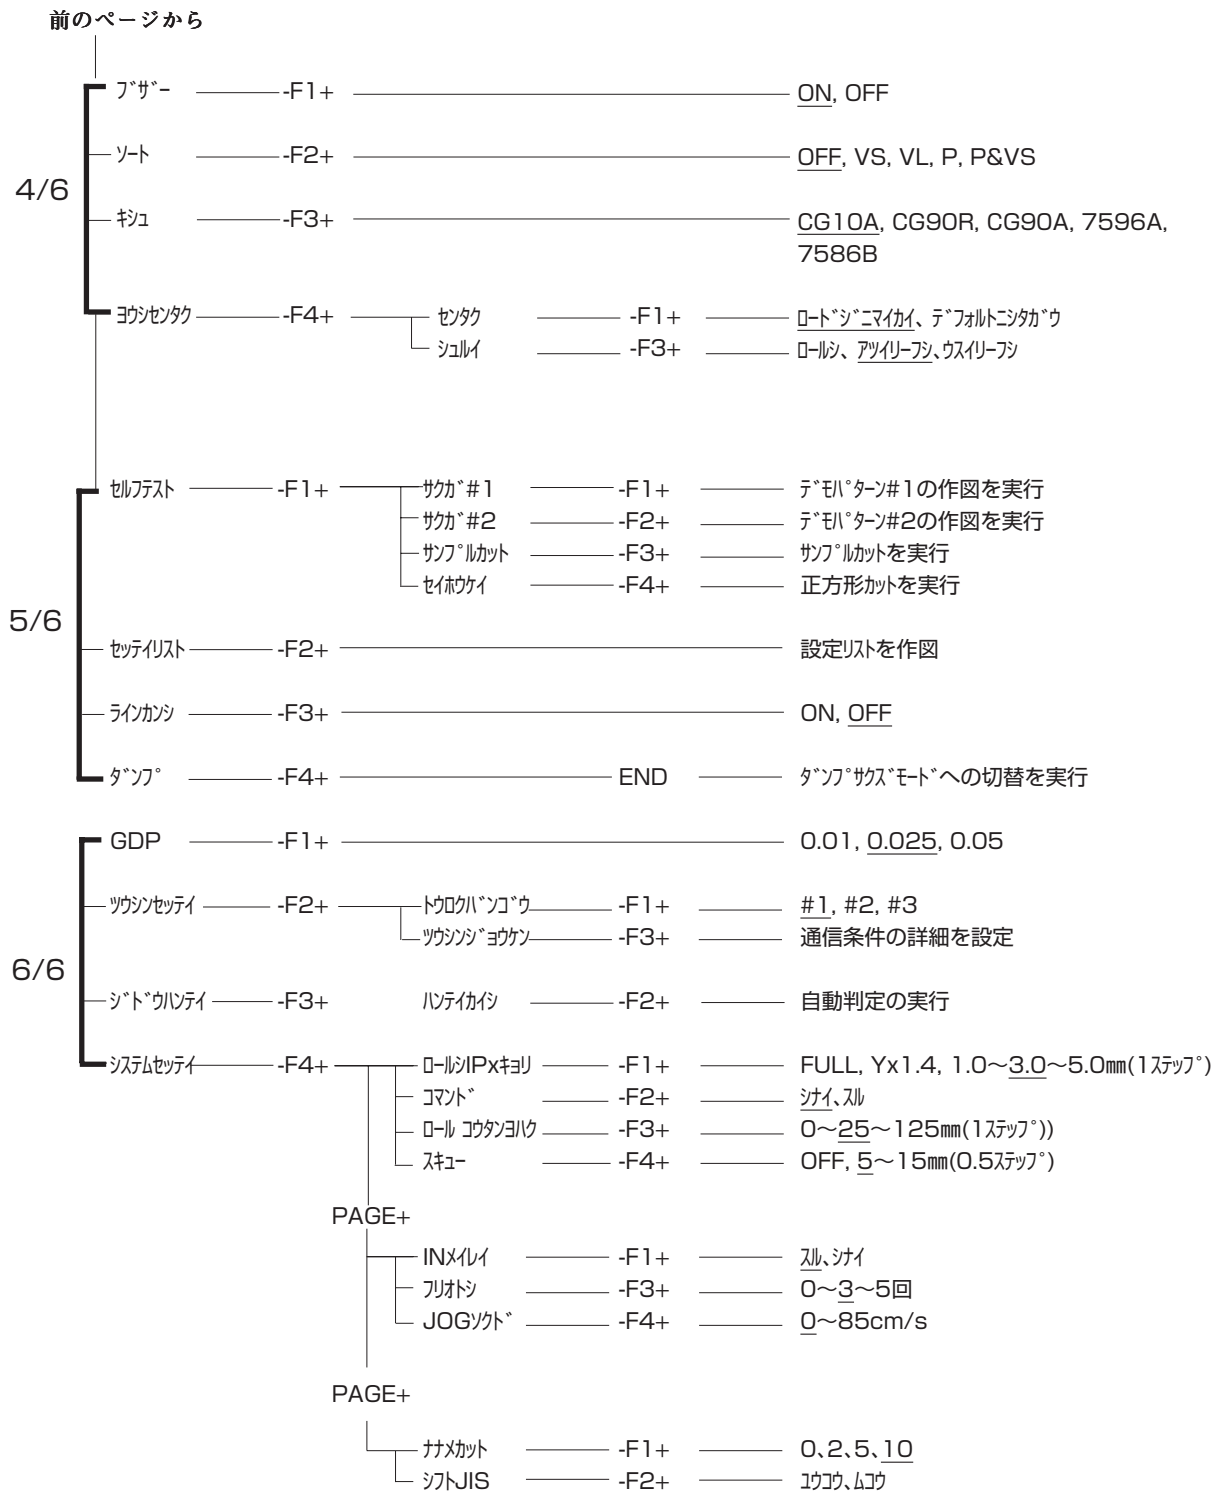 前のページから
ﾌﾞｻﾞｰ -F1+ ON, OFF
ｿｰﾄ -F2+ OFF, VS, VL, P, P&VS
4/6
ｷｼｭ -F3+ CG10A, CG90R, CG90A, 7596A,
7586B
ﾖｳｼｾﾝﾀｸ -F4+ ｾﾝﾀｸ -F1+ ﾛｰﾄﾞｼﾞﾆﾏｲｶｲ、ﾃﾞﾌｫﾙﾄﾆｼﾀｶﾞｳ
ｼｭﾙｲ -F3+ ﾛｰﾙｼ、ｱﾂｲﾘｰﾌｼ､ｳｽｲﾘｰﾌｼ
ｾﾙﾌﾃｽﾄ -F1+ ｻｸｶﾞ#1 -F1+ ﾃﾞﾓﾊﾟﾀｰﾝ#1の作図を実行
ｻｸｶﾞ#2 -F2+ ﾃﾞﾓﾊﾟﾀｰﾝ#2の作図を実行
ｻﾝﾌﾟﾙｶｯﾄ -F3+ ｻﾝﾌﾟﾙｶｯﾄを実行
ｾｲﾎｳｹｲ -F4+ 正方形ｶｯﾄを実行
5/6
ｾｯﾃｲﾘｽﾄ -F2+ 設定ﾘｽﾄを作図
ﾗｲﾝｶﾝｼ -F3+ ON, OFF
ﾀﾞﾝﾌﾟ -F4+ END ﾀﾞﾝﾌﾟｻｸｽﾞﾓｰﾄﾞへの切替を実行
GDP -F1+ 0.01, 0.025, 0.05
ﾂｳｼﾝｾｯﾃｲ -F2+ ﾄｳﾛｸﾊﾞﾝｺﾞｳ -F1+ #1, #2, #3
ﾂｳｼﾝｼﾞｮｳｹﾝ -F3+ 通信条件の詳細を設定
6/6
ｼﾞﾄﾞｳﾊﾝﾃｲ -F3+ ﾊﾝﾃｲｶｲｼ -F2+ 自動判定の実行
ｼｽﾃﾑｾｯﾃｲ -F4+ ﾛｰﾙｼIPxｷｮﾘ -F1+ FULL, Yx1.4, 1.0～3.0～5.0㎜(1ｽﾃｯﾌﾟ)
ｺﾏﾝﾄﾞ -F2+ ｼﾅｲ､ｽﾙ
ﾛｰﾙ ｺｳﾀﾝﾖﾊｸ -F3+ 0～25～125㎜(1ｽﾃｯﾌﾟ))
ｽｷｭｰ -F4+ OFF, 5～15㎜(0.5ｽﾃｯﾌﾟ)
PAGE+
INﾒｲﾚｲ -F1+ ｽﾙ､ｼﾅｲ
ﾌﾘｵﾄｼ -F3+ 0～3～5回
JOGｿｸﾄﾞ -F4+ 0～85cm/s
PAGE+
ﾅﾅﾒｶｯﾄ -F1+ 0､2､5､10
ｼﾌﾄJIS -F2+ ﾕｳｺｳ､ﾑｺｳ